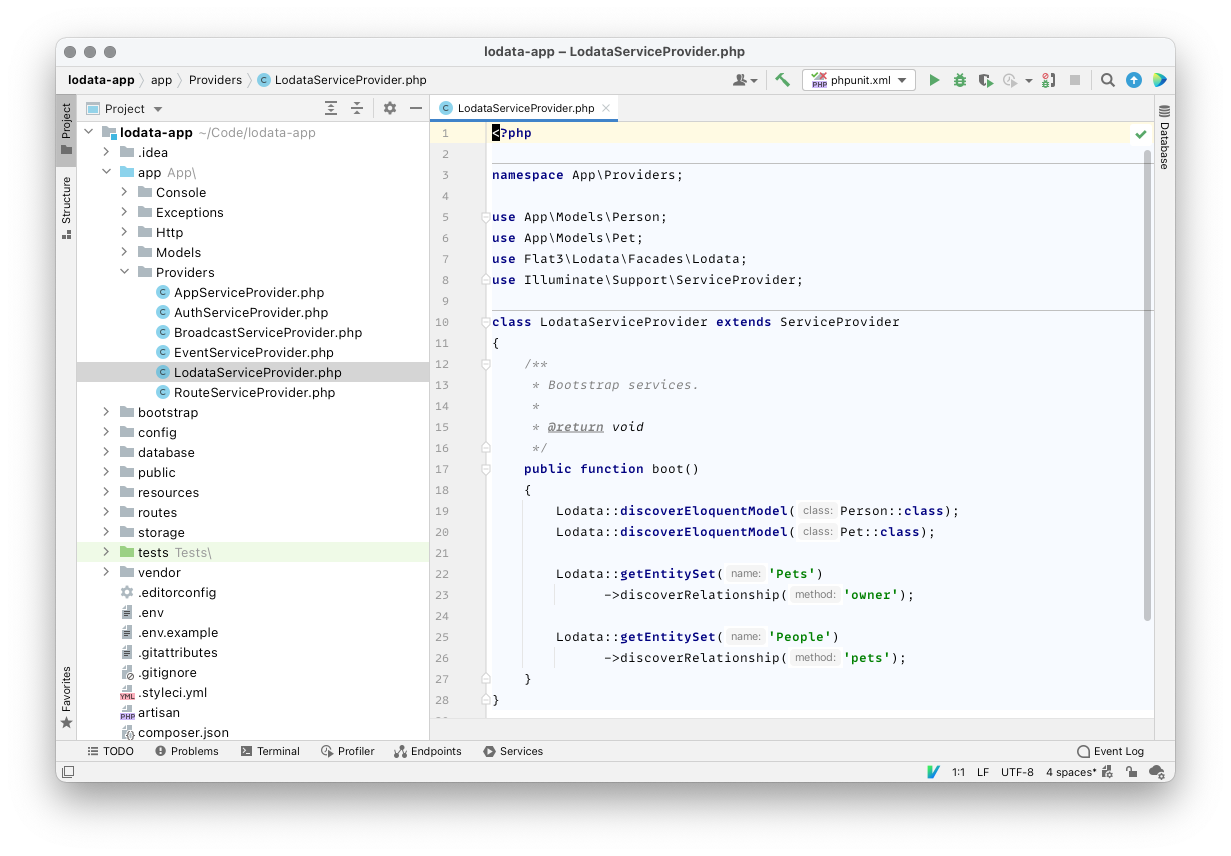 lodata-app – LodataServiceProvider.php
lodata-app app Providers C LodataServiceProvider.php PHP phpunit.xml
Project
Project
Structure
Favorites
Database
lodata-app ~/Code/lodata-app
.idea
app App\
Console
Exceptions
Http
Models
Providers
C AppServiceProvider.php
C AuthServiceProvider.php
C BroadcastServiceProvider.php
C EventServiceProvider.php
C LodataServiceProvider.php
C RouteServiceProvider.php
bootstrap
config
database
public
resources
routes
storage
tests Tests\
vendor
.editorconfig
.env
.env.example
.gitattributes
.gitignore
YML .styleci.yml
PHP artisan
composer.json
C LodataServiceProvider.php
1 <?php
2
3 namespace App\Providers;
4
5 use App\Models\Person;
6 use App\Models\Pet;
7 use Flat3\Lodata\Facades\Lodata;
8 use Illuminate\Support\ServiceProvider;
9
10 class LodataServiceProvider extends ServiceProvider
11 {
12 /**
13 * Bootstrap services.
14 *
15 * @return void
16 */
17 public function boot()
18 {
19 Lodata::discoverEloquentModel( class: Person::class);
20 Lodata::discoverEloquentModel( class: Pet::class);
21
22 Lodata::getEntitySet( name: 'Pets')
23 ->discoverRelationship( method: 'owner');
24
25 Lodata::getEntitySet( name: 'People')
26 ->discoverRelationship( method: 'pets');
27 }
28 }
TODO Problems Terminal Profiler Endpoints Services Event Log
1:1 LF UTF-8 4 spaces*